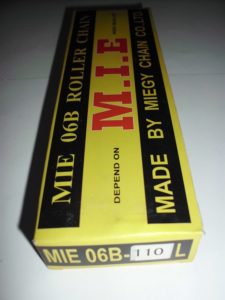 MIE 06B ROLLER CHAIN
DEPEND ON M.I.E
MADE BY MIEGY CHAIN CO.,LTD
MIE 06B-110 L